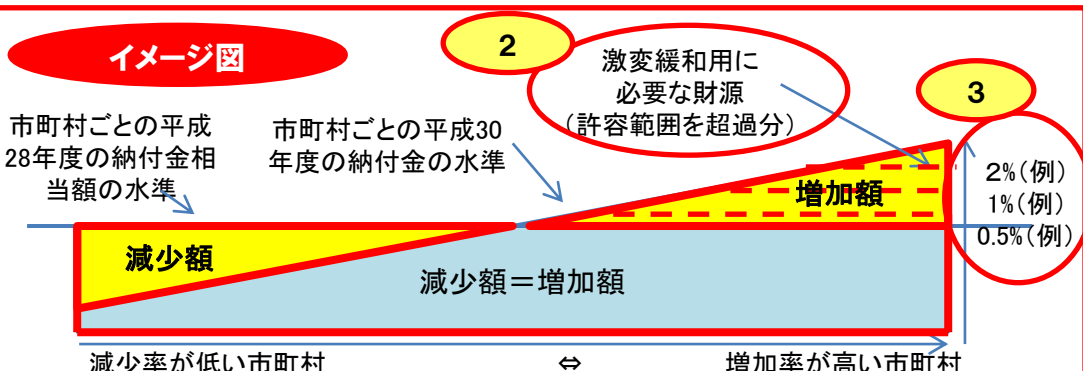 イメージ図
2
激変緩和用に
必要な財源
(許容範囲を超過分)
3
市町村ごとの平成
28年度の納付金相
当額の水準
市町村ごとの平成30
年度の納付金の水準
2%(例)
1%(例)
0.5%(例)
増加額
減少額
減少額＝増加額
減少率が低い市町村
⇔
増加率が高い市町村